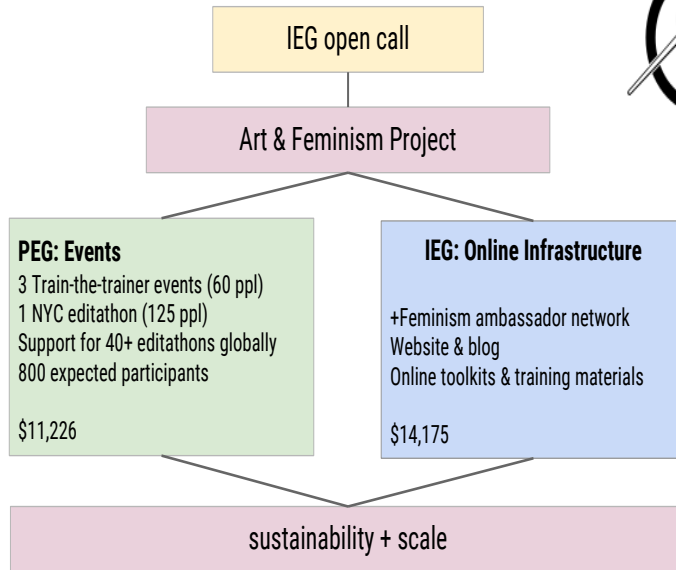 IEG open call
Art & Feminism Project
PEG: Events
3 Train-the-trainer events (60 ppl)
1 NYC editathon (125 ppl)
Support for 40+ editathons globally
800 expected participants
$11,226
IEG: Online Infrastructure
+Feminism ambassador network
Website & blog
Online toolkits & training materials
$14,175
sustainability + scale